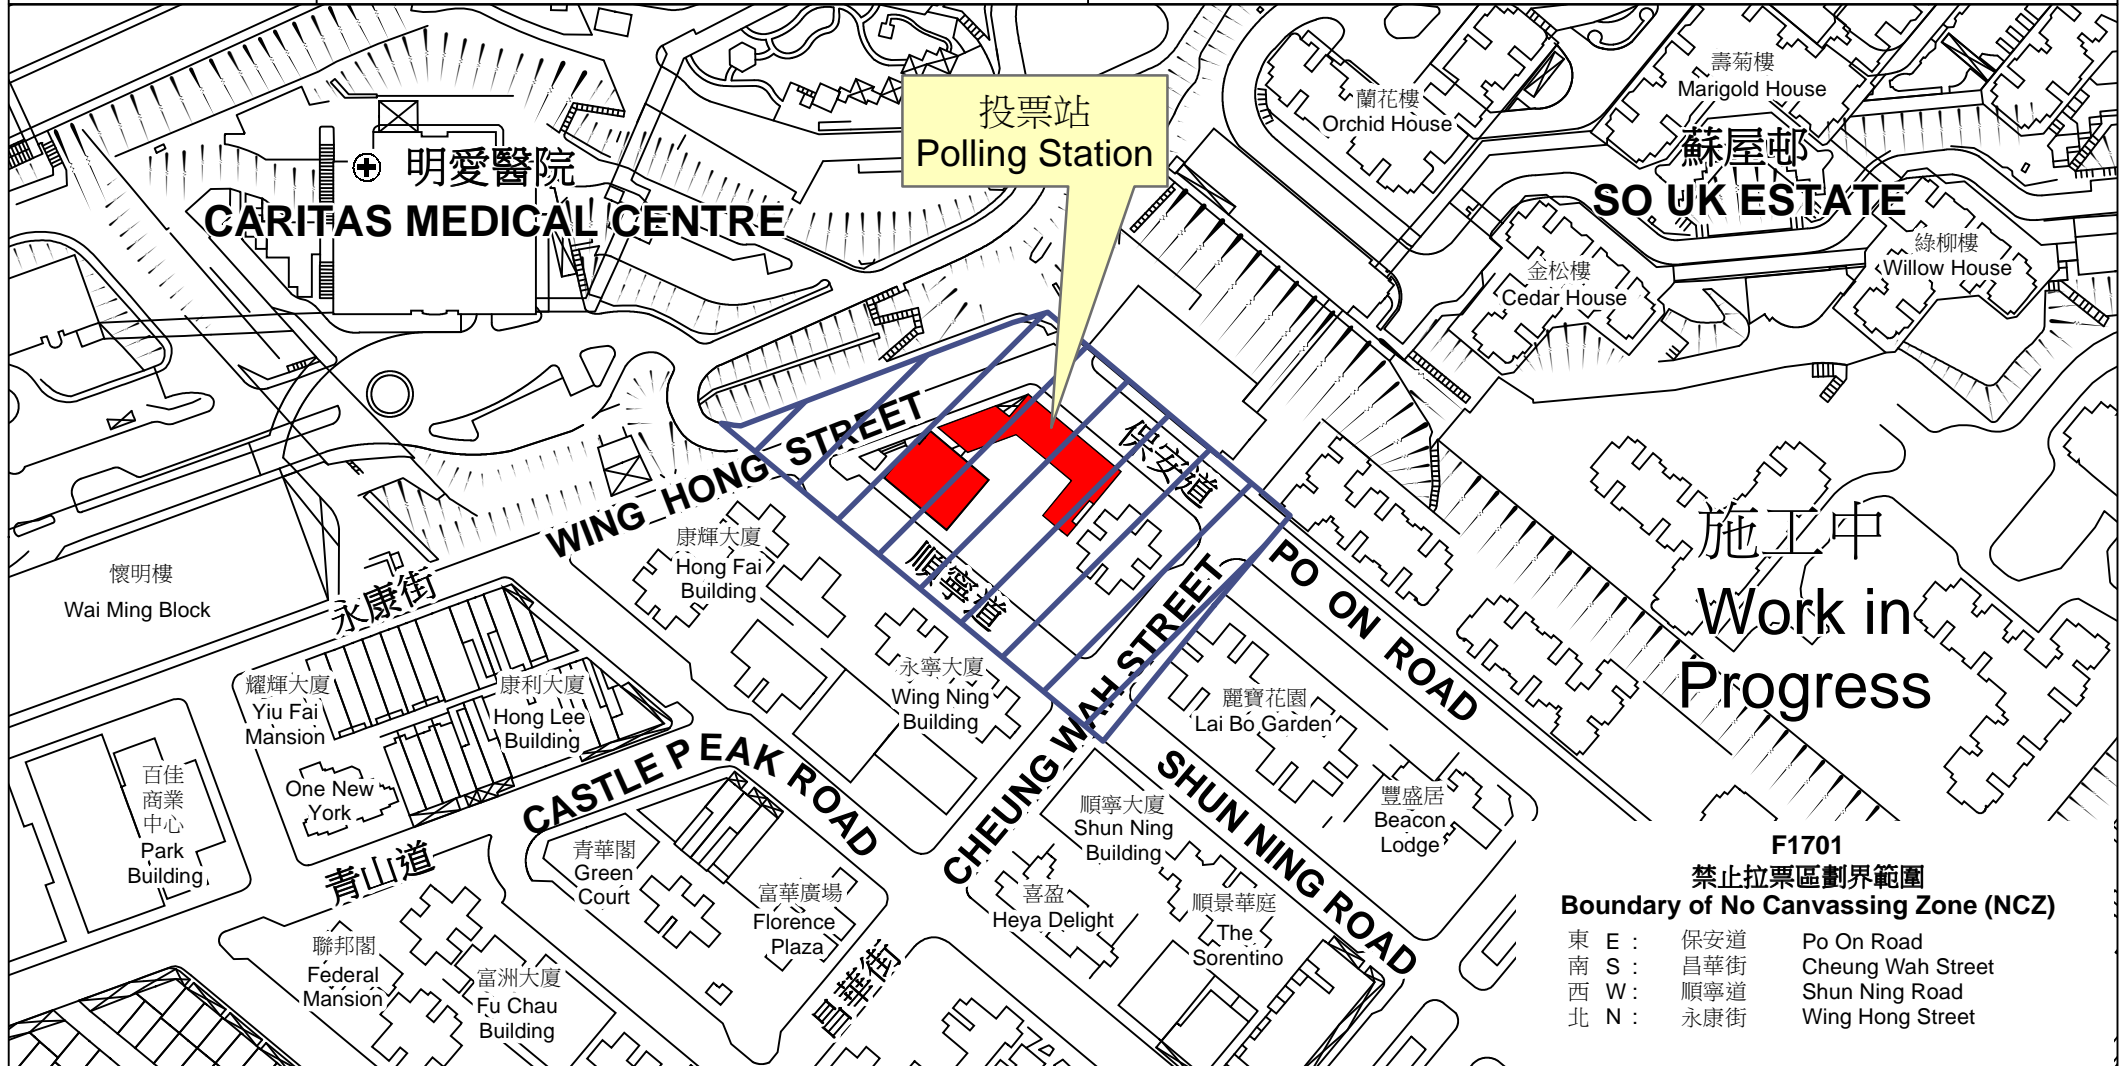 投票站
Polling Station
明愛醫院
CARITAS MEDICAL CENTRE
蘭花樓
Orchid House
壽菊樓
Marigold House
蘇屋邨
SO UK ESTATE
金松樓
Cedar House
綠柳樓
Willow House
WING HONG STREET
保安道
順寧道
康輝大廈
Hong Fai
Building
懷明樓
Wai Ming Block
永康街
PO ON ROAD
施工中
Work in
Progress
耀輝大廈
Yiu Fai
Mansion
康利大廈
Hong Lee
Building
永寧大廈
Wing Ning
Building
CHEUNG WAH STREET
麗寶花園
Lai Bo Garden
One New
York
百佳
商業
中心
Park
Building
CASTLE PEAK ROAD
SHUN NING ROAD
順寧大廈
Shun Ning
Building
豐盛居
Beacon
Lodge
青山道
青華閣
Green
Court
富華廣場
Florence
Plaza
喜盈
Heya Delight
順景華庭
The
Sorentino
聯邦閣
Federal
Mansion
富洲大廈
Fu Chau
Building
昌華街
F1701
禁止拉票區劃界範圍
Boundary of No Canvassing Zone (NCZ)
東 E : 保安道 Po On Road
南 S : 昌華街 Cheung Wah Street
西 W : 順寧道 Shun Ning Road
北 N : 永康街 Wing Hong Street